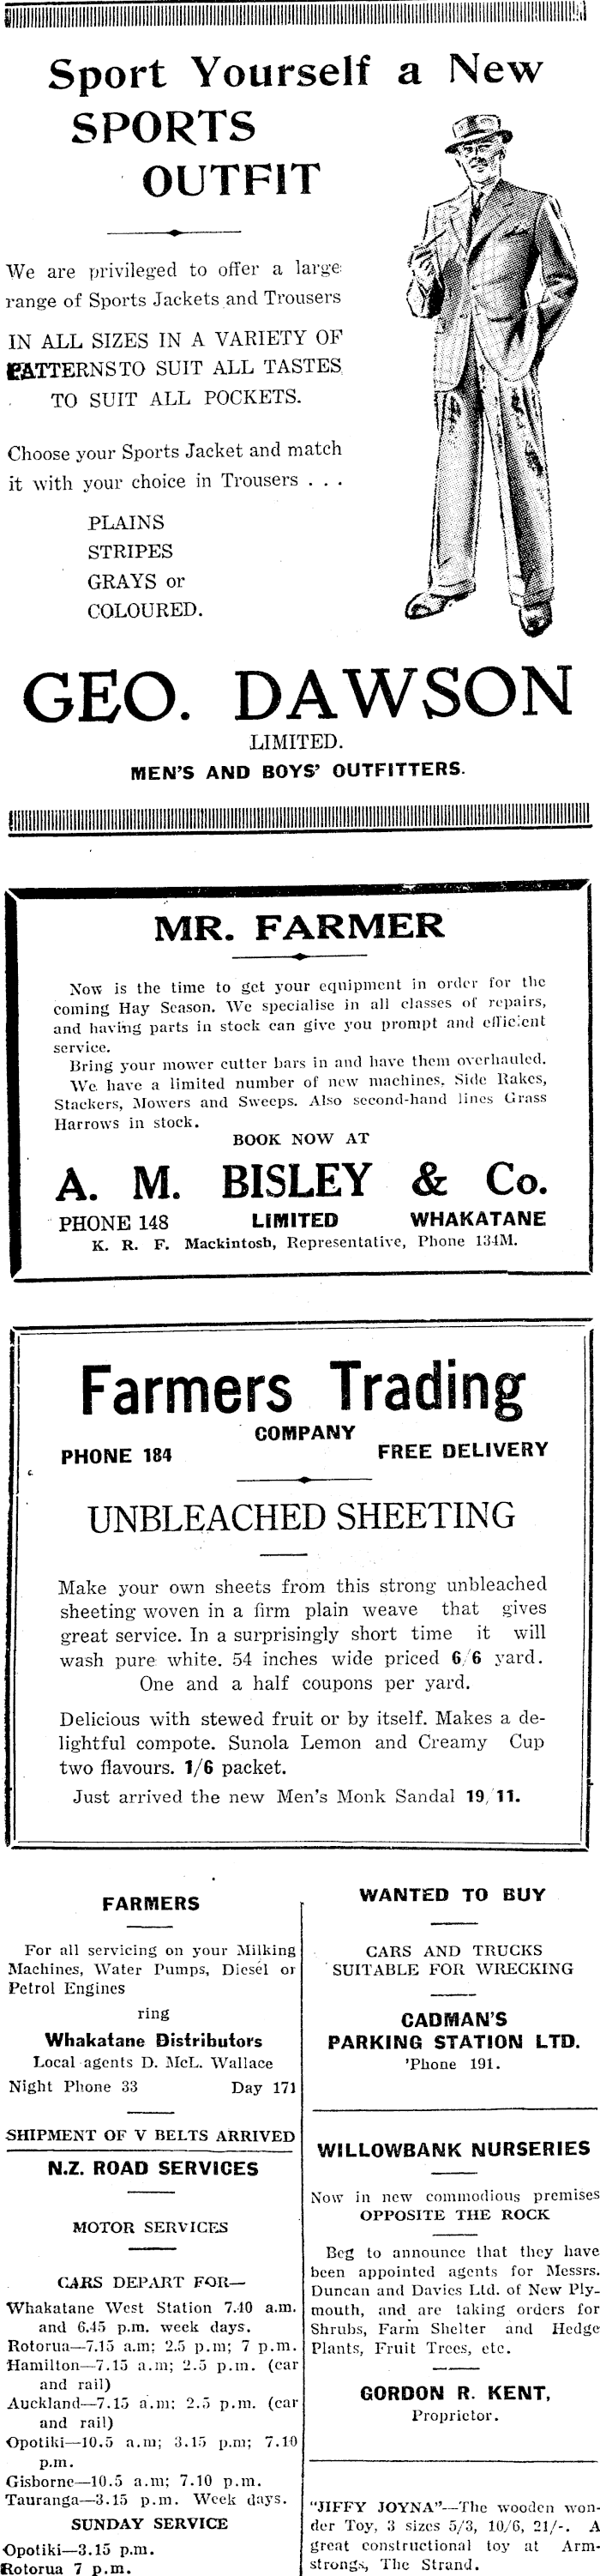 Sport Yourself a New
SPORTS
OUTFIT
We are privileged to offer a large
range of Sports Jackets and Trousers
IN ALL SIZES IN A VARIETY OF
PATTERNS TO SUIT ALL TASTES
TO SUIT ALL POCKETS.
Choose your Sports Jacket and match
it with your choice in Trousers . . .
PLAINS
STRIPES
GRAYS or
COLOURED.
GEO. DAWSON
LIMITED.
MEN'S AND BOYS' OUTFITTERS.
MR. FARMER
Now is the time to get your equipment in order for the
coming Hay Season. We specialise in all classes of repairs,
and having parts in stock can give you prompt and efficient
service.
Bring your mower cutter bars in and have them overhauled.
We have a limited number of new machines. Side Rakes,
Stackers, Mowers and Sweeps. Also second-hand lines Grass
Harrows in stock.
BOOK NOW AT
A. M. BISLEY & Co.
PHONE 148 LIMITED WHAKATANE
K. R. F. Mackintosh, Representative, Phone 134M.
Farmers Trading
COMPANY
PHONE 184 FREE DELIVERY
UNBLEACHED SHEETING
Make your own sheets from this strong unbleached
sheeting woven in a firm plain weave that gives
great service. In a surprisingly short time it will
wash pure white. 54 inches wide priced 6/6 yard.
One and a half coupons per yard.
Delicious with stewed fruit or by itself. Makes a de-
lightful compote. Sunola Lemon and Creamy Cup
two flavours. 1/6 packet.
Just arrived the new Men's Monk Sandal 19/11.
FARMERS
For all servicing on your Milking
Machines, Water Pumps, Diesel or
Petrol Engines
ring
Whakatane Distributors
Local agents D. McL. Wallace
Night Phone 33 Day 171
SHIPMENT OF V BELTS ARRIVED
N.Z. ROAD SERVICES
MOTOR SERVICES
CARS DEPART FOR—
Whakatane West Station 7.40 a.m.
and 6.45 p.m. week days.
Rotorua—7.15 a.m; 2.5 p.m; 7 p.m.
Hamilton—7.15 a.m; 2.5 p.m. (car
and rail)
Auckland—7.15 a.m; 2.5 p.m. (car
and rail)
Opotiki—10.5 a.m; 3.15 p.m; 7.10
p.m.
Gisborne—10.5 a.m; 7.10 p.m.
Tauranga—3.15 p.m. Week days.
SUNDAY SERVICE
Opotiki—3.15 p.m.
Rotorua 7 p.m.
WANTED TO BUY
CARS AND TRUCKS
SUITABLE FOR WRECKING
CADMAN'S
PARKING STATION LTD.
'Phone 191.
WILLOWBANK NURSERIES
Now in new commodious premises
OPPOSITE THE ROCK
Beg to announce that they have
been appointed agents for Messrs.
Duncan and Davies Ltd. of New Ply-
mouth, and are taking orders for
Shrubs, Farm Shelter and Hedge
Plants, Fruit Trees, etc.
GORDON R. KENT,
Proprietor.
"JIFFY JOYNA"—The wooden won-
der Toy, 3 sizes 5/3, 10/6, 21/-. A
great constructional toy at Arm-
strongs, The Strand.